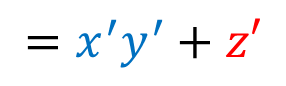 = x′y′ + z′